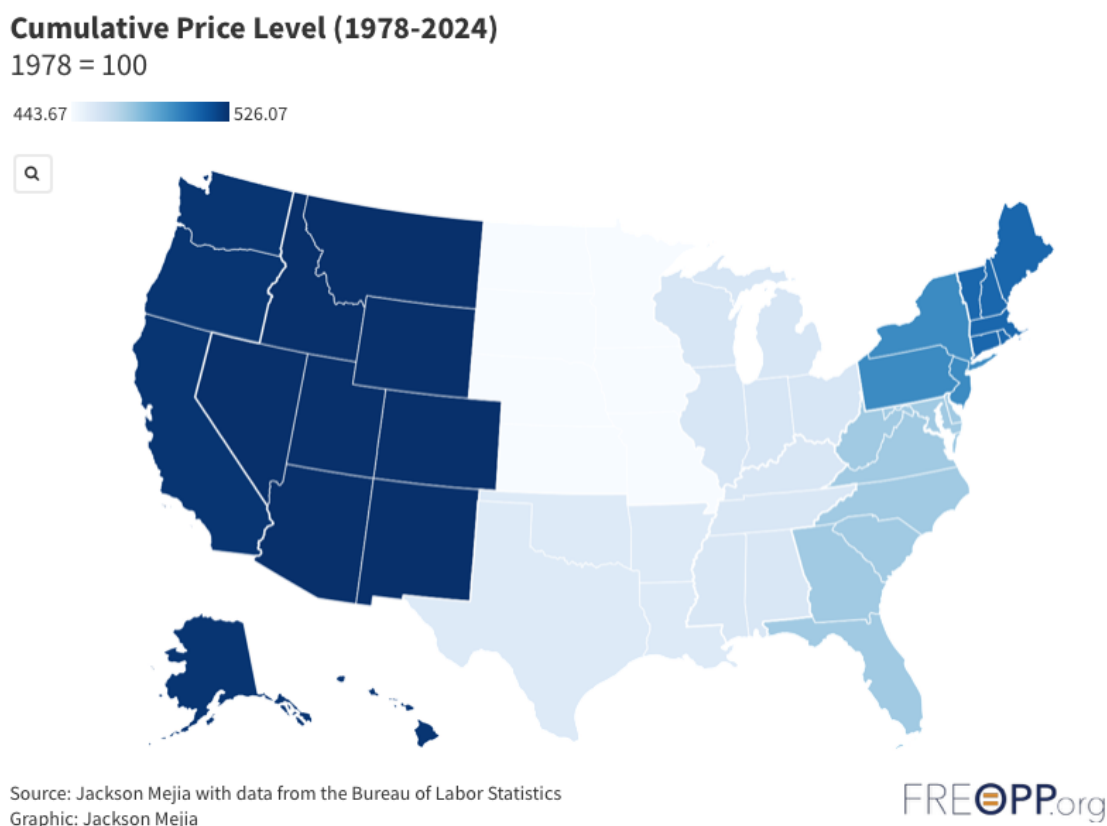 Cumulative Price Level (1978-2024)
1978 = 100
443.67 526.07
Source: Jackson Mejia with data from the Bureau of Labor Statistics
Graphic: Jackson Mejia
FREOPP.org